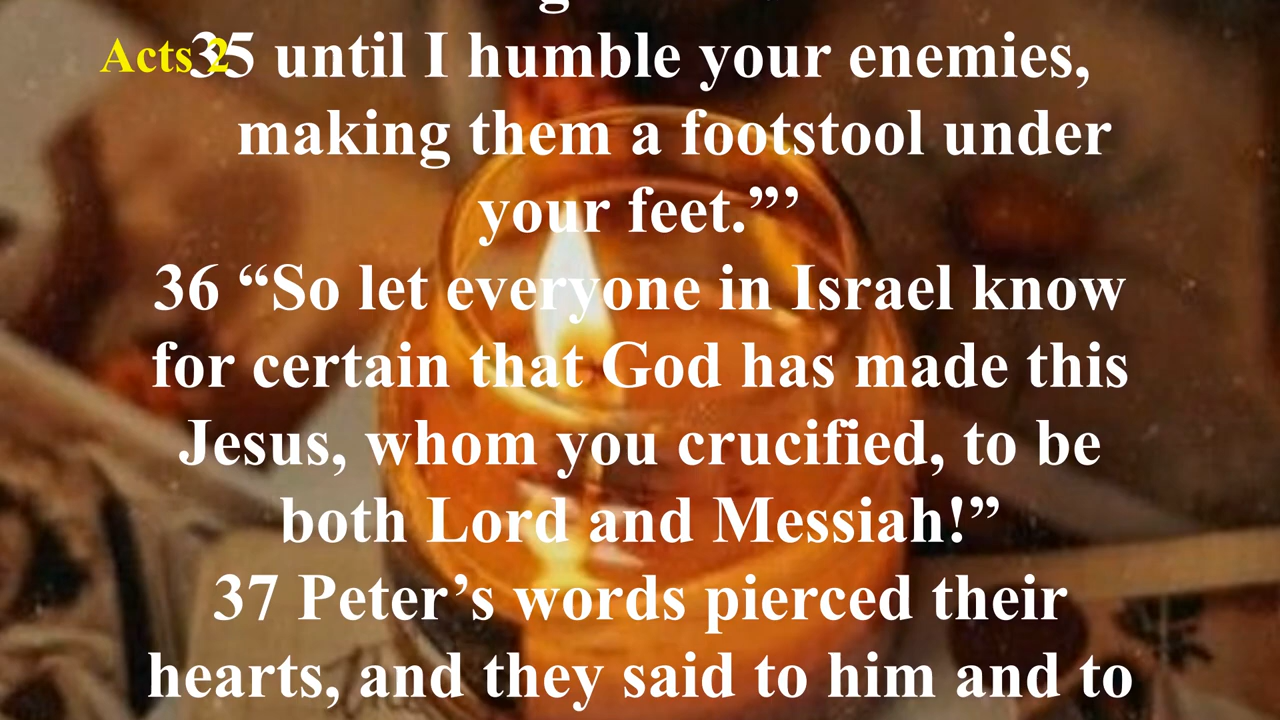 Acts 2
35 until I humble your enemies,
making them a footstool under
your feet.”’
36 “So let everyone in Israel know
for certain that God has made this
Jesus, whom you crucified, to be
both Lord and Messiah!”
37 Peter’s words pierced their
hearts, and they said to him and to